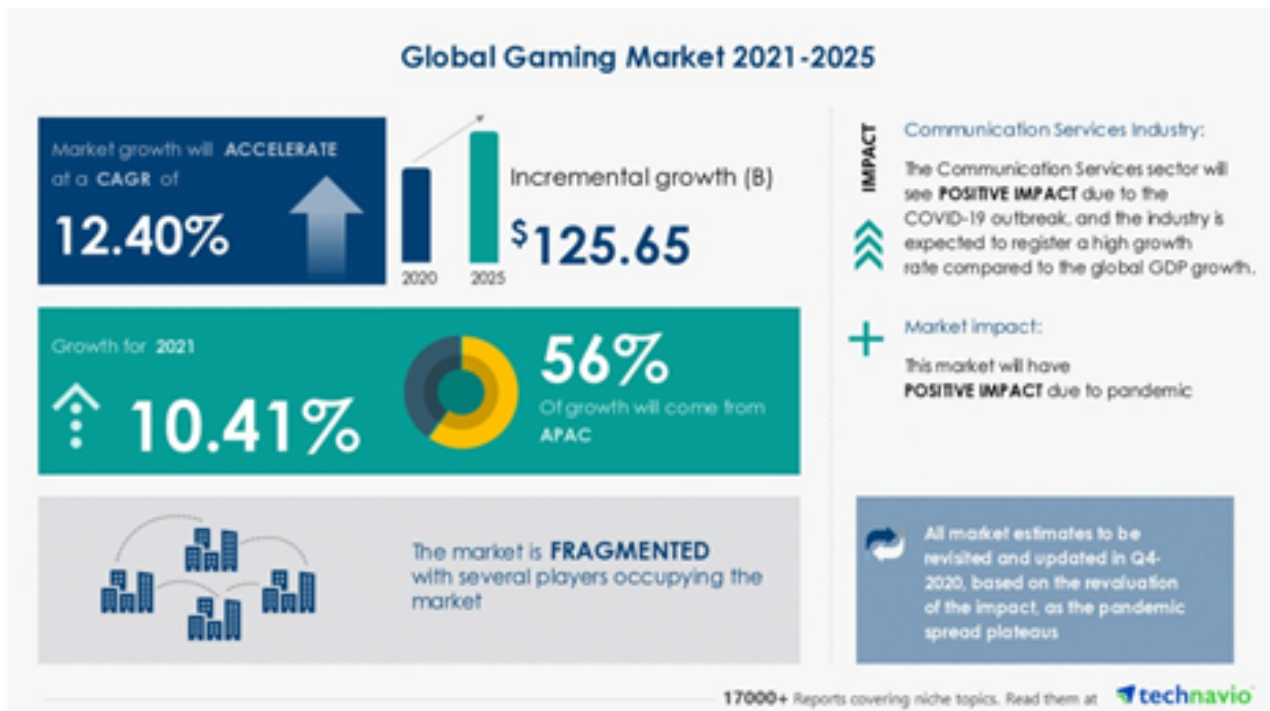 Global Gaming Market 2021-2025
Market growth will ACCELERATE
at a CAGR of
12.40%
2020
2025
Incremental growth (B)
$125.65
Growth for 2021
10.41%
56%
Of growth will come from
APAC
The market is FRAGMENTED
with several players occupying the
market
IMPACT
Communication Services Industry:
The Communication Services sector will
see POSITIVE IMPACT due to the
COVID-19 outbreak, and the industry is
expected to register a high growth
rate compared to the global GDP growth.
Market impact:
This market will have
POSITIVE IMPACT due to pandemic
All market estimates to be
revisited and updated in Q4-
2020, based on the revaluation
of the impact, as the pandemic
spread plateaus
17000+ Reports covering niche topics. Read them at
technavio